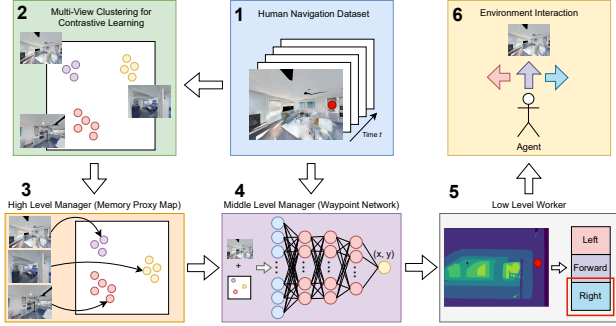 2
Multi-View Clustering for
Contrastive Learning
1
Human Navigation Dataset
Time t
6
Environment Interaction
Agent
3
High Level Manager (Memory Proxy Map)
4
Middle Level Manager (Waypoint Network)
+
(x, y)
5
Low Level Worker
Left
Forward
Right